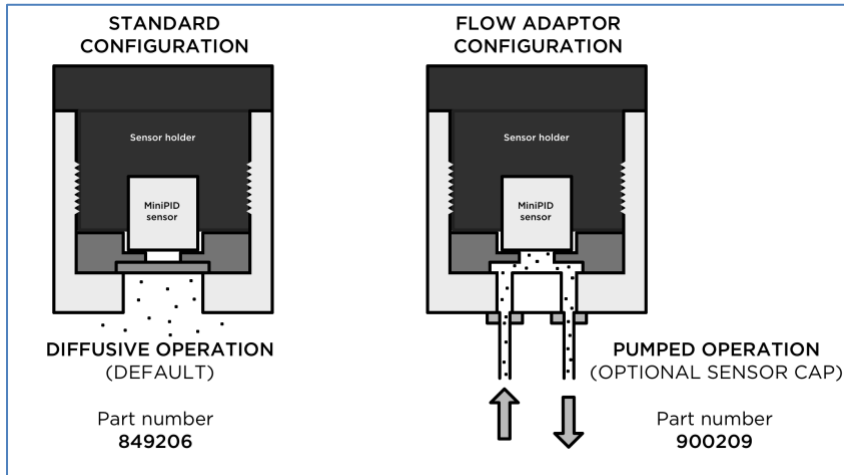 STANDARD
CONFIGURATION
Sensor holder
MiniPID
sensor
DIFFUSIVE OPERATION
(DEFAULT)
Part number
849206
FLOW ADAPTOR
CONFIGURATION
Sensor holder
MiniPID
sensor
PUMPED OPERATION
(OPTIONAL SENSOR CAP)
Part number
900209